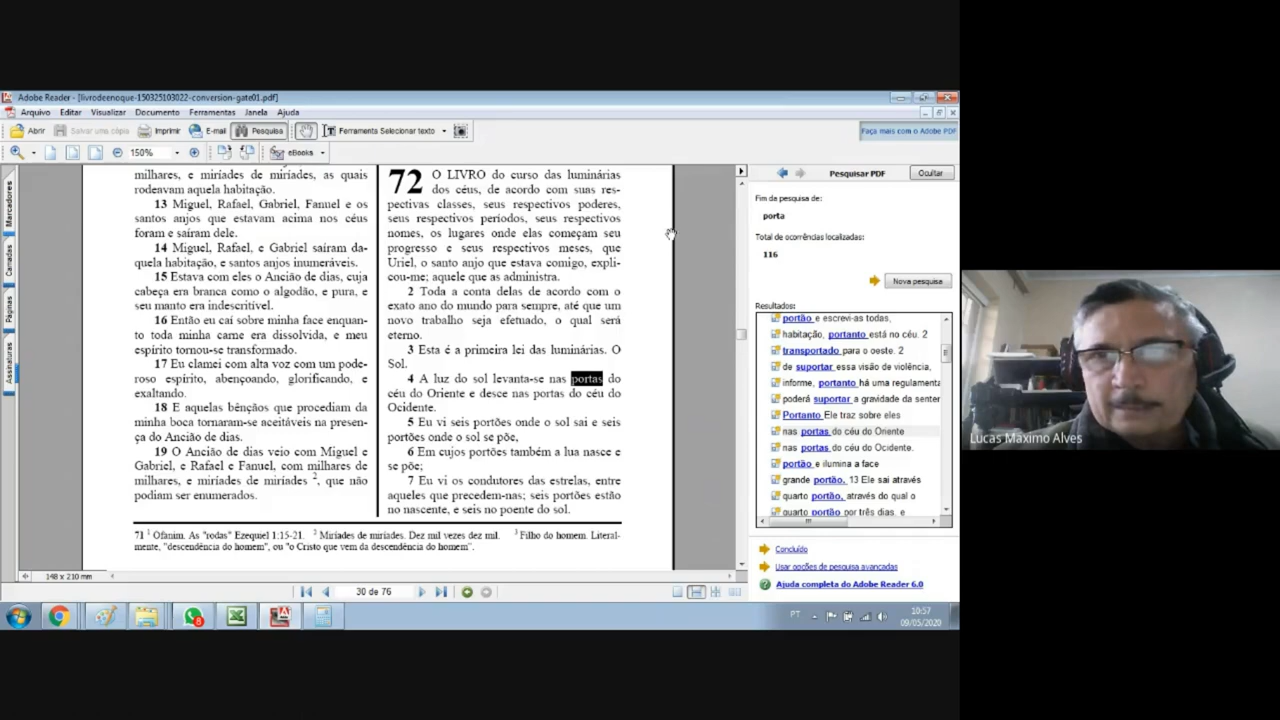 Adobe Reader - [livrodeenoque-150325103022-conversion-gate01.pdf]
Arquivo Editar Visualizar Documento Ferramentas Janela Ajuda
Abrir Salvar uma cópia Imprimir E-mail Pesquisa Ferramenta Selecionar texto Faça mais com o Adobe PDF
150% eBooks
Marcadores
Camadas
Páginas
Assinaturas
milhares, e miríades de miríades, as quais
rodeavam aquela habitação.
13 Miguel, Rafael, Gabriel, Fanuel e os
santos anjos que estavam acima nos céus
foram e saíram dele.
14 Miguel, Rafael, e Gabriel saíram da-
quela habitação, e santos anjos inumeráveis.
15 Estava com eles o Ancião de dias, cuja
cabeça era branca como o algodão, e pura, e
seu manto era indescritível.
16 Então eu caí sobre minha face enquan-
to toda minha carne era dissolvida, e meu
espírito tornou-se transformado.
17 Eu clamei com alta voz com um pode-
roso espírito, abençoando, glorificando, e
exaltando.
18 E aquelas bênçãos que procediam da
minha boca tornaram-se aceitáveis na presen-
ça do Ancião de dias.
19 O Ancião de dias veio com Miguel e
Gabriel, e Rafael e Fanuel, com milhares de
milhares, e miríades de miríades 2, que não
podiam ser enumerados.
72 O LIVRO do curso das luminárias
dos céus, de acordo com suas res-
pectivas classes, seus respectivos poderes,
seus respectivos períodos, seus respectivos
nomes, os lugares onde elas começam seu
progresso e seus respectivos meses, que
Uriel, o santo anjo que estava comigo, expli-
cou-me; aquele que as administra.
2 Toda a conta delas de acordo com o
exato ano do mundo para sempre, até que um
novo trabalho seja efetuado, o qual será
eterno.
3 Esta é a primeira lei das luminárias. O
Sol.
4 A luz do sol levanta-se nas portas do
céu do Oriente e desce nas portas do céu do
Ocidente.
5 Eu vi seis portões onde o sol sai e seis
portões onde o sol se põe,
6 Em cujos portões também a lua nasce e
se põe;
7 Eu vi os condutores das estrelas, entre
aqueles que precedem-nas; seis portões estão
no nascente, e seis no poente do sol.
71 1 Ofanim. As "rodas" Ezequiel 1:15-21. 2 Miríades de miríades. Dez mil vezes dez mil. 3 Filho do homem. Literal-
mente, "descendência do homem", ou "o Cristo que vem da descendência do homem".
148 x 210 mm
30 de 76
Pesquisar PDF Ocultar
Fim da pesquisa de:
porta
Total de ocorrências localizadas:
116
Nova pesquisa
Resultados:
portão e escrevi-as todas,
habitação, portanto está no céu. 2
transportado para o oeste. 2
de suportar essa visão de violência,
informe, portanto há uma regulamenta
poderá suportar a gravidade da senter
Portanto Ele traz sobre eles
nas portas do céu do Oriente
nas portas do céu do Ocidente.
portão e ilumina a face
grande portão, 13 Ele sai através
quarto portão, através do qual o
quarto portão por três dias, e
Concluído
Usar opções de pesquisa avançadas
Ajuda completa do Adobe Reader 6.0
8
PT
10:57
09/05/2020
Lucas Máximo Alves